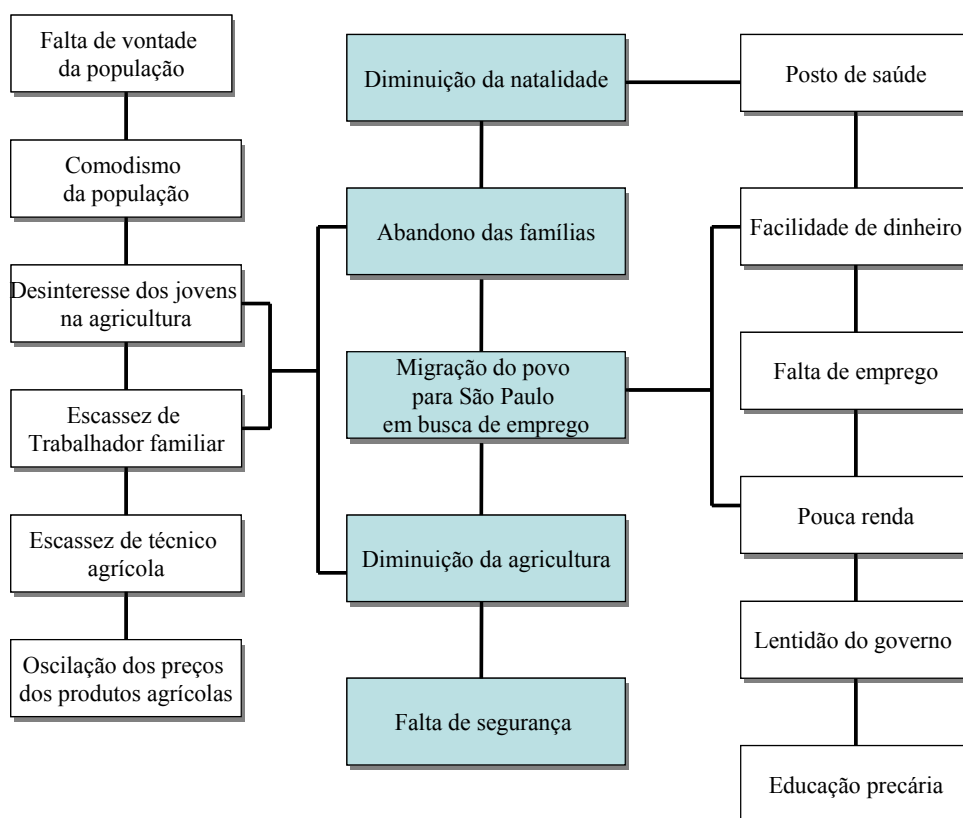 Falta de vontade
da população
Comodismo
da população
Desinteresse dos jovens
na agricultura
Escassez de
Trabalhador familiar
Escassez de técnico
agrícola
Oscilação dos preços
dos produtos agrícolas
Diminuição da natalidade
Abandono das famílias
Migração do povo
para São Paulo
em busca de emprego
Diminuição da agricultura
Falta de segurança
Posto de saúde
Facilidade de dinheiro
Falta de emprego
Pouca renda
Lentidão do governo
Educação precária